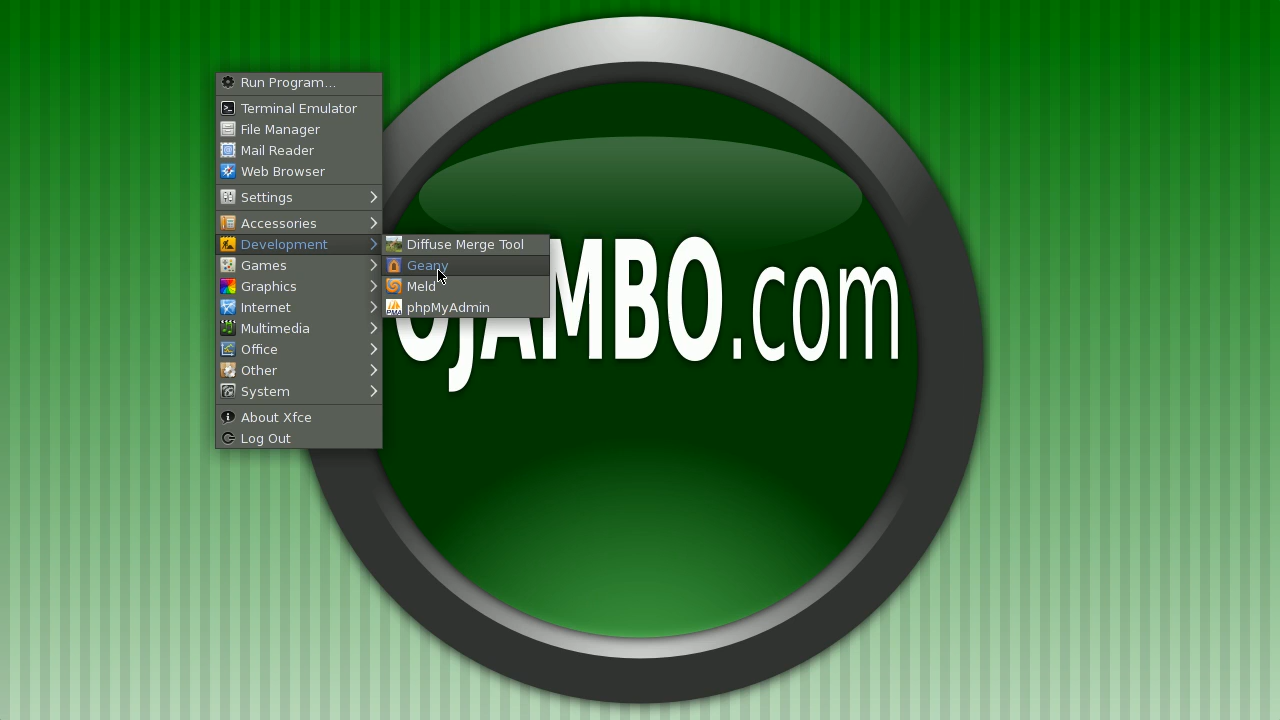 Run Program...
Terminal Emulator
File Manager
Mail Reader
Web Browser
Settings
Accessories
Development
Games
Graphics
Internet
Multimedia
Office
Other
System
About Xfce
Log Out
Diffuse Merge Tool
Geany
Meld
phpMyAdmin
OJAMBO.com